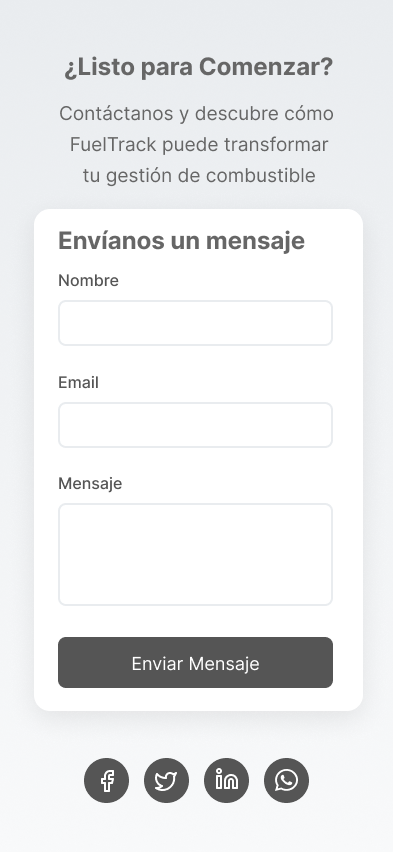 ¿Listo para Comenzar?
Contáctanos y descubre cómo
FuelTrack puede transformar
tu gestión de combustible
Envíanos un mensaje
Nombre
Email
Mensaje
Enviar Mensaje